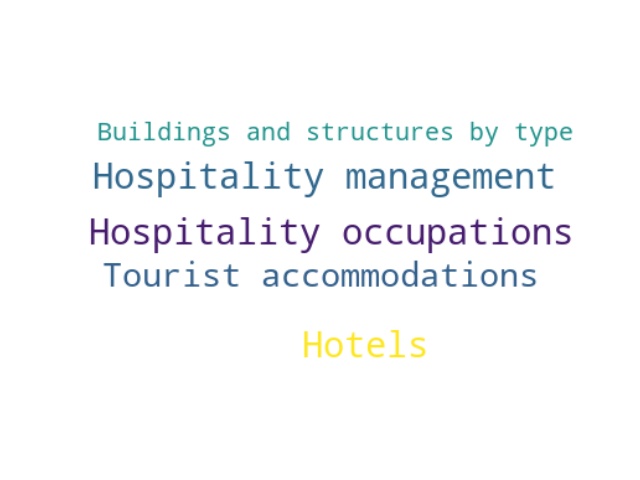 Buildings and structures by type
Hospitality management
Hospitality occupations
Tourist accommodations
Hotels